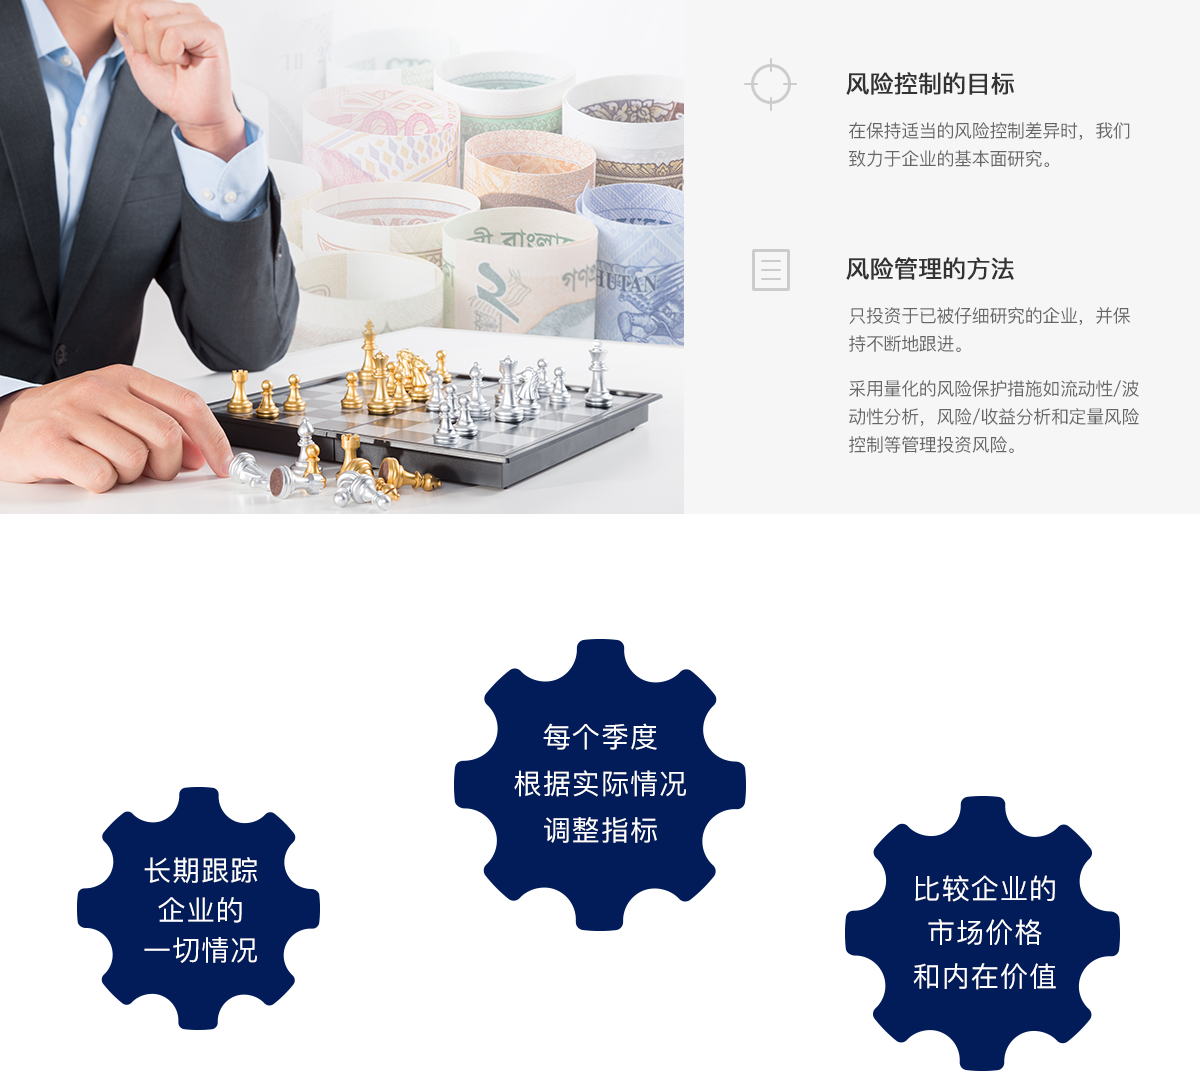 风险控制的目标
在保持适当的风险控制差异时，我们
致力于企业的基本面研究。
风险管理的方法
只投资于已被仔细研究的企业，并保
持不断地跟进。
采用量化的风险保护措施如流动性/波
动性分析，风险/收益分析和定量风险
控制等管理投资风险。
每个季度
根据实际情况
调整指标
长期跟踪
企业的
一切情况
比较企业的
市场价格
和内在价值